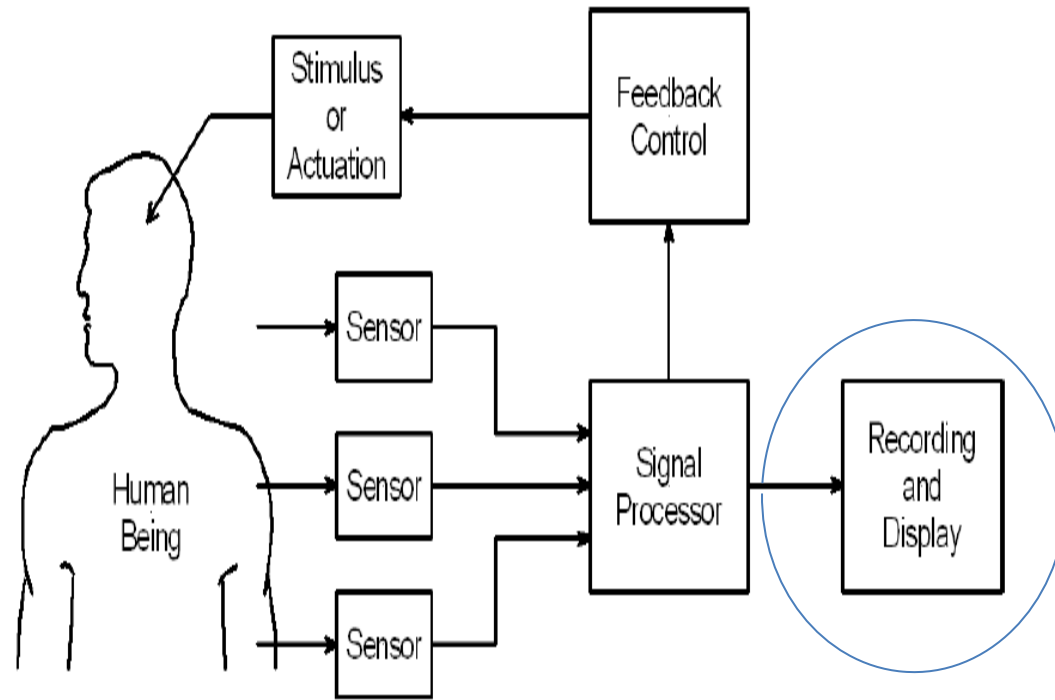 Stimulus
or
Actuation
Feedback
Control
Sensor
Sensor
Sensor
Human
Being
Signal
Processor
Recording
and
Display